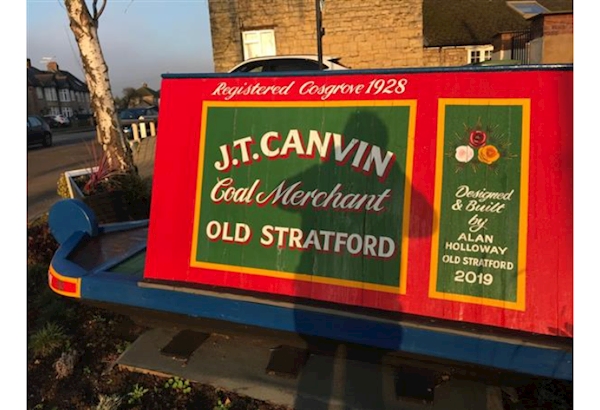 Registered Cosgrove 1928
J.T. CANVIN
Coal Merchant
OLD STRATFORD
Designed
& Built
by
ALAN
HOLLOWAY
OLD STRATFORD
2019